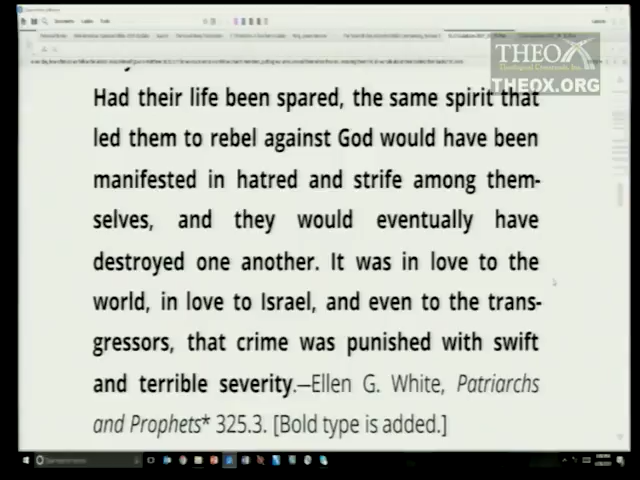 THEOX
THEOX.ORG
Had their life been spared, the same spirit that
led them to rebel against God would have been
manifested in hatred and strife among them-
selves, and they would eventually have
destroyed one another. It was in love to the
world, in love to Israel, and even to the trans-
gressors, that crime was punished with swift
and terrible severity.—Ellen G. White, Patriarchs
and Prophets* 325.3. [Bold type is added.]